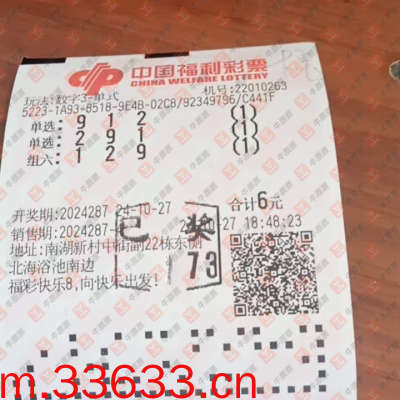 中国福利彩票
CHINA WELFARE LOTTERY
玩法:数字3-单式 机号:22010263
5223-1A93-8518-9E4B-02C8/92349796/C441F
单选: 9 1 2 (1)
单选: 2 9 1 (1)
组六: 1 2 9 (1)
开奖期:2024287 24-10-27 合计6元
销售期:2024287- 10-27 18:48:23
地址:南湖新村中街副22栋东侧
北海浴池南边
福彩快乐8,向快乐出发!
已 奖
73
m.33633.cn